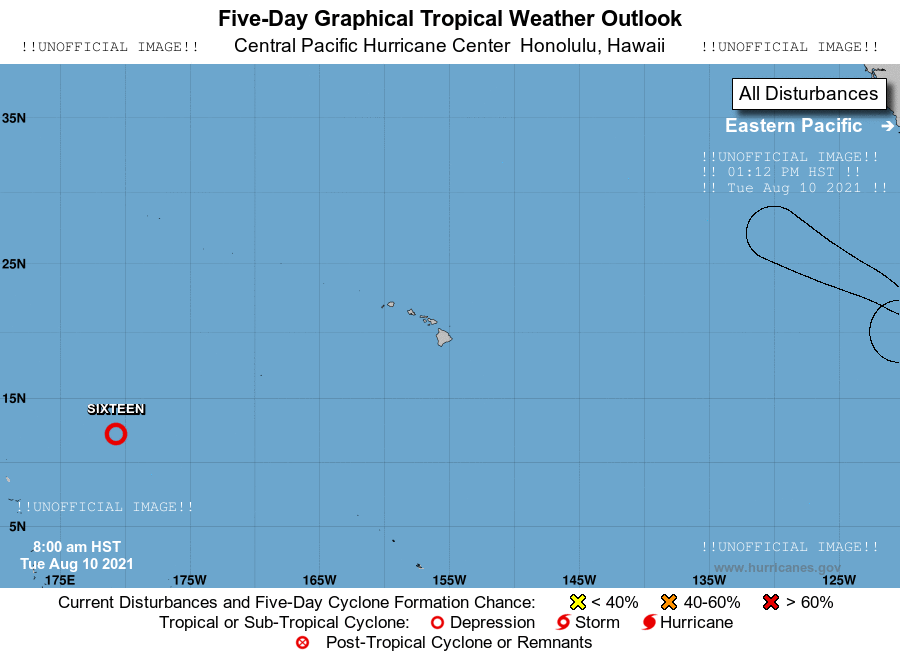 Five-Day Graphical Tropical Weather Outlook
!!UNOFFICIAL IMAGE!! Central Pacific Hurricane Center Honolulu, Hawaii !!UNOFFICIAL IMAGE!!
All Disturbances
35N
Eastern Pacific →
!!UNOFFICIAL IMAGE!!
!! 01:12 PM HST !!
!! Tue Aug 10 2021 !!
25N
15N
SIXTEEN
!!UNOFFICIAL IMAGE!!
5N
8:00 am HST
Tue Aug 10 2021
!!UNOFFICIAL IMAGE!!
www.hurricanes.gov
175E 175W 165W 155W 145W 135W 125W
Current Disturbances and Five-Day Cyclone Formation Chance: < 40% 40-60% > 60%
Tropical or Sub-Tropical Cyclone: Depression Storm Hurricane
Post-Tropical Cyclone or Remnants